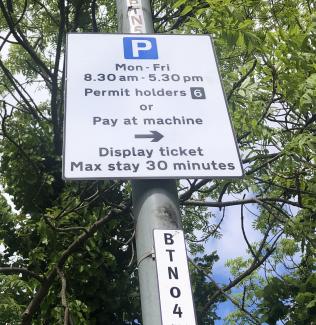 BTN5
P
Mon - Fri
8.30 am - 5.30 pm
Permit holders 6
or
Pay at machine
Display ticket
Max stay 30 minutes
BTN04